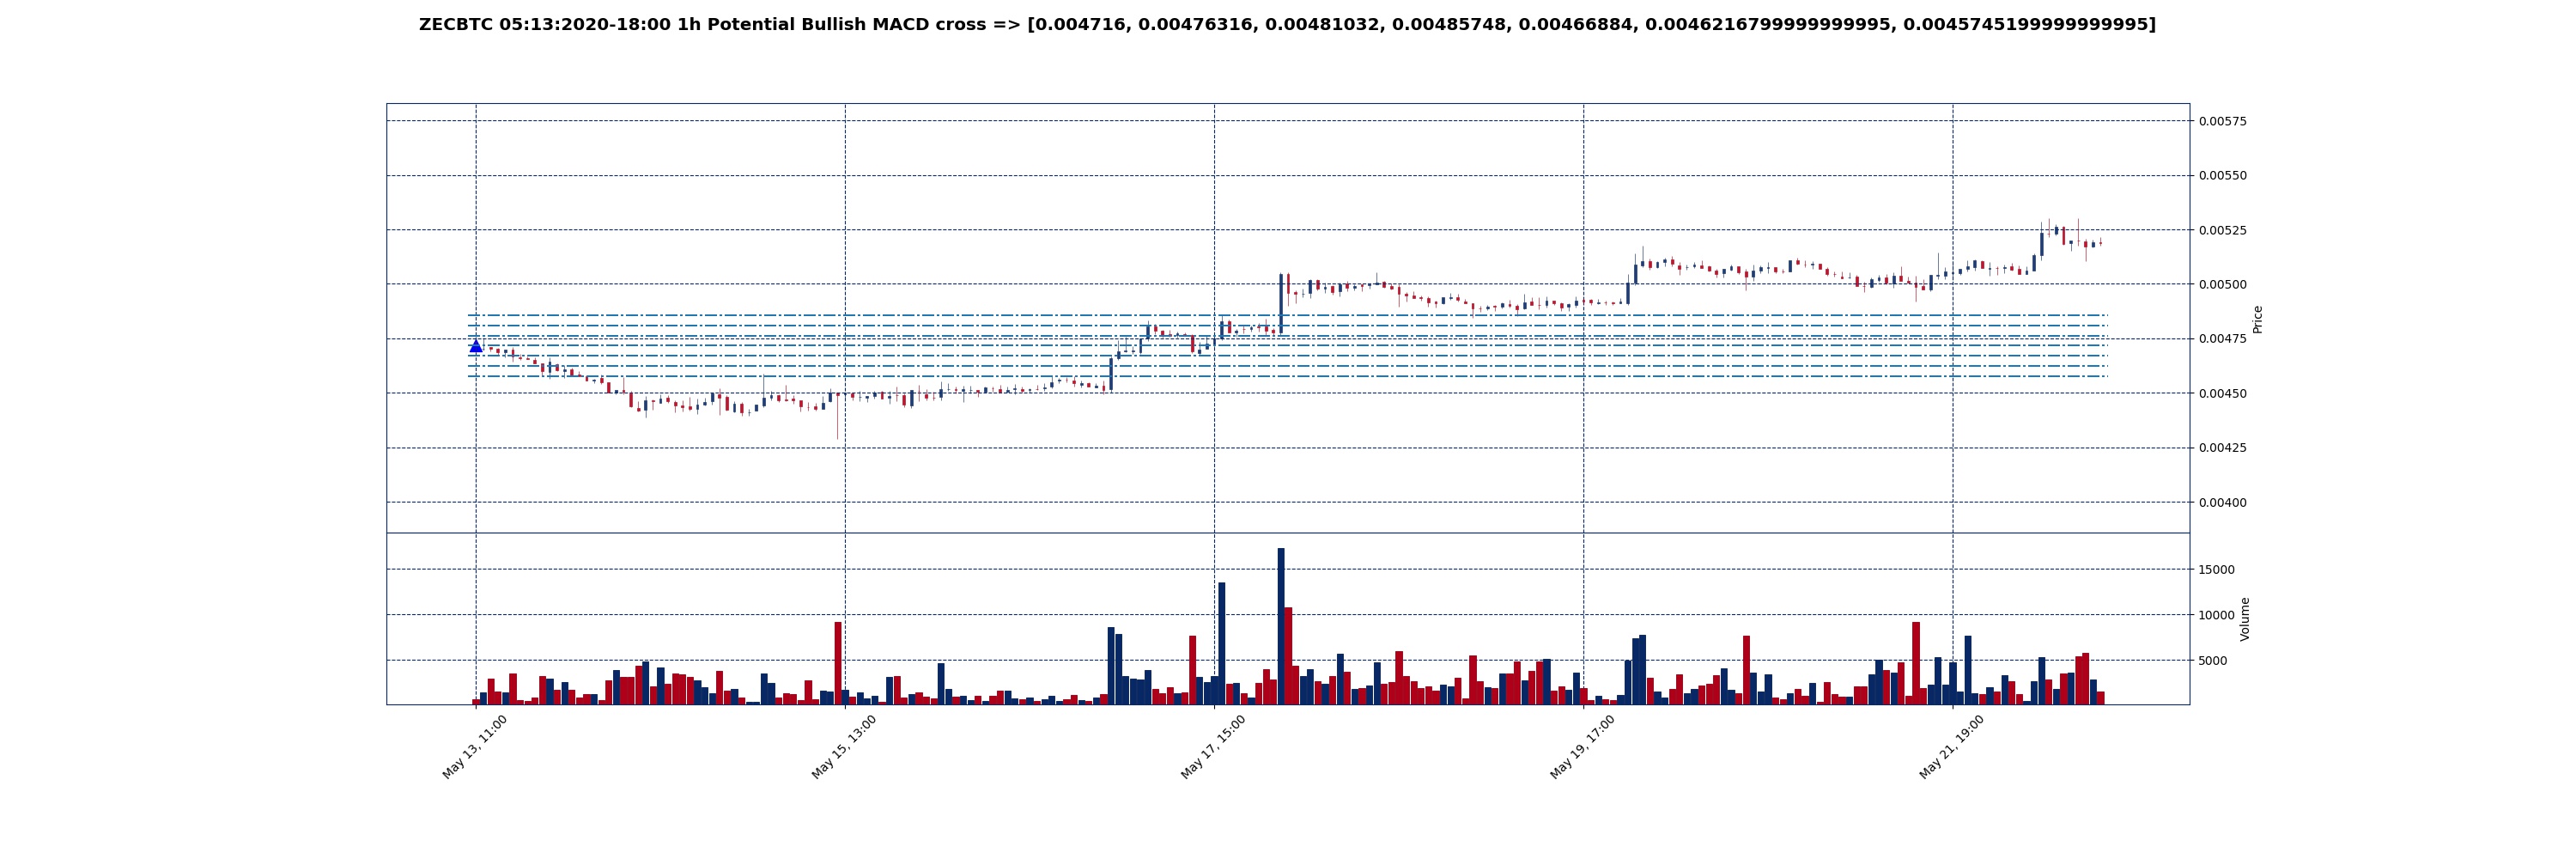 ZECBTC 05:13:2020-18:00 1h Potential Bullish MACD cross => [0.004716, 0.00476316, 0.00481032, 0.00485748, 0.00466884, 0.0046216799999999995, 0.0045745199999999995]
0.00575
0.00550
0.00525
0.00500
0.00475
0.00450
0.00425
0.00400
Price
15000
10000
5000
Volume
May 13, 11:00
May 15, 13:00
May 17, 15:00
May 19, 17:00
May 21, 19:00